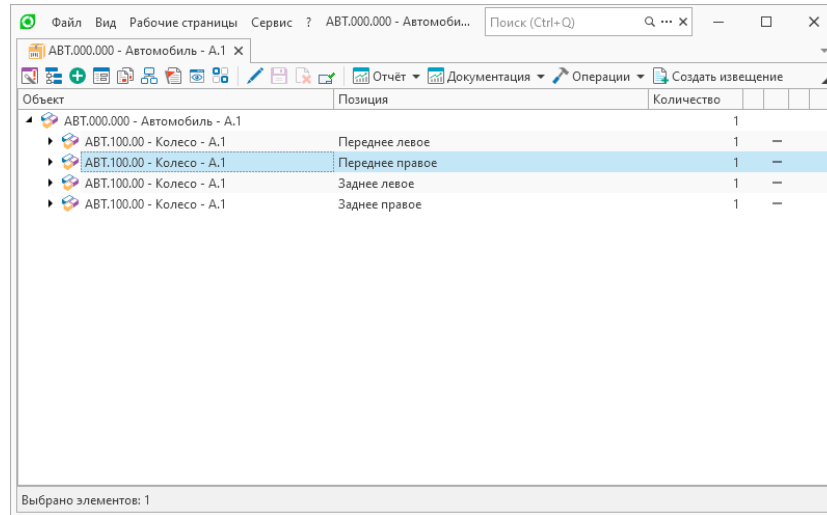 Файл Вид Рабочие страницы Сервис ? АВТ.000.000 - Автомоби... Поиск (Ctrl+Q)
АВТ.000.000 - Автомобиль - А.1
Отчёт Документация Операции Создать извещение
Объект Позиция Количество
АВТ.000.000 - Автомобиль - А.1 1
АВТ.100.00 - Колесо - А.1 Переднее левое 1 —
АВТ.100.00 - Колесо - А.1 Переднее правое 1 —
АВТ.100.00 - Колесо - А.1 Заднее левое 1 —
АВТ.100.00 - Колесо - А.1 Заднее правое 1 —
Выбрано элементов: 1